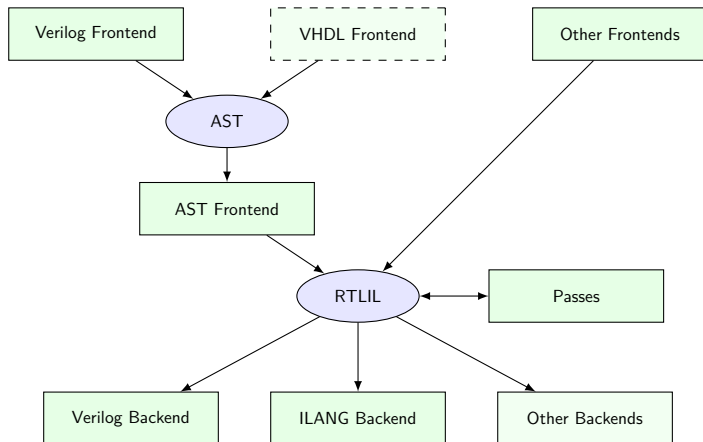 Verilog Frontend
VHDL Frontend
Other Frontends
AST
AST Frontend
RTLIL
Passes
Verilog Backend
ILANG Backend
Other Backends